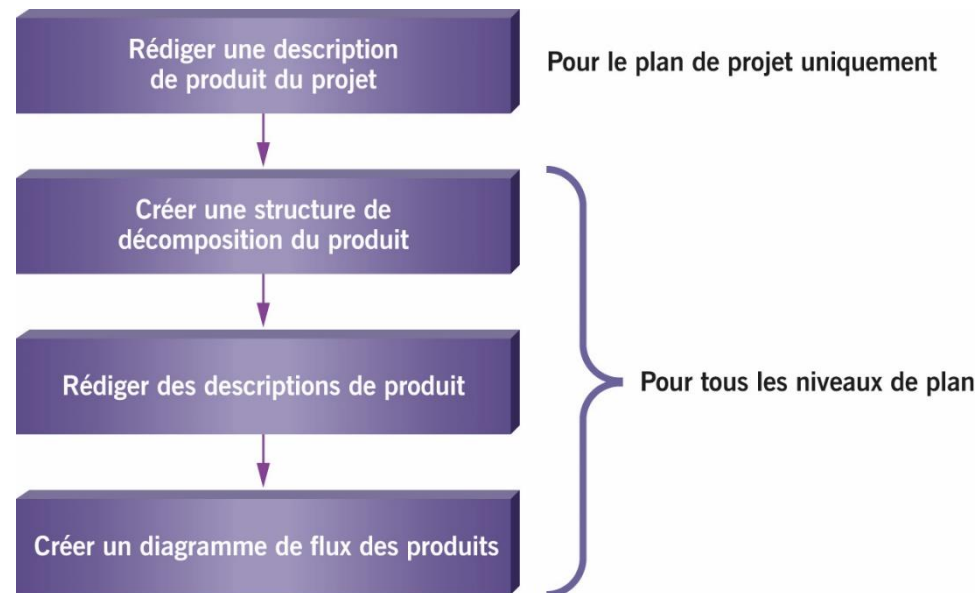 Rédiger une description
de produit du projet
Pour le plan de projet uniquement
Créer une structure de
décomposition du produit
Rédiger des descriptions de produit
Pour tous les niveaux de plan
Créer un diagramme de flux des produits